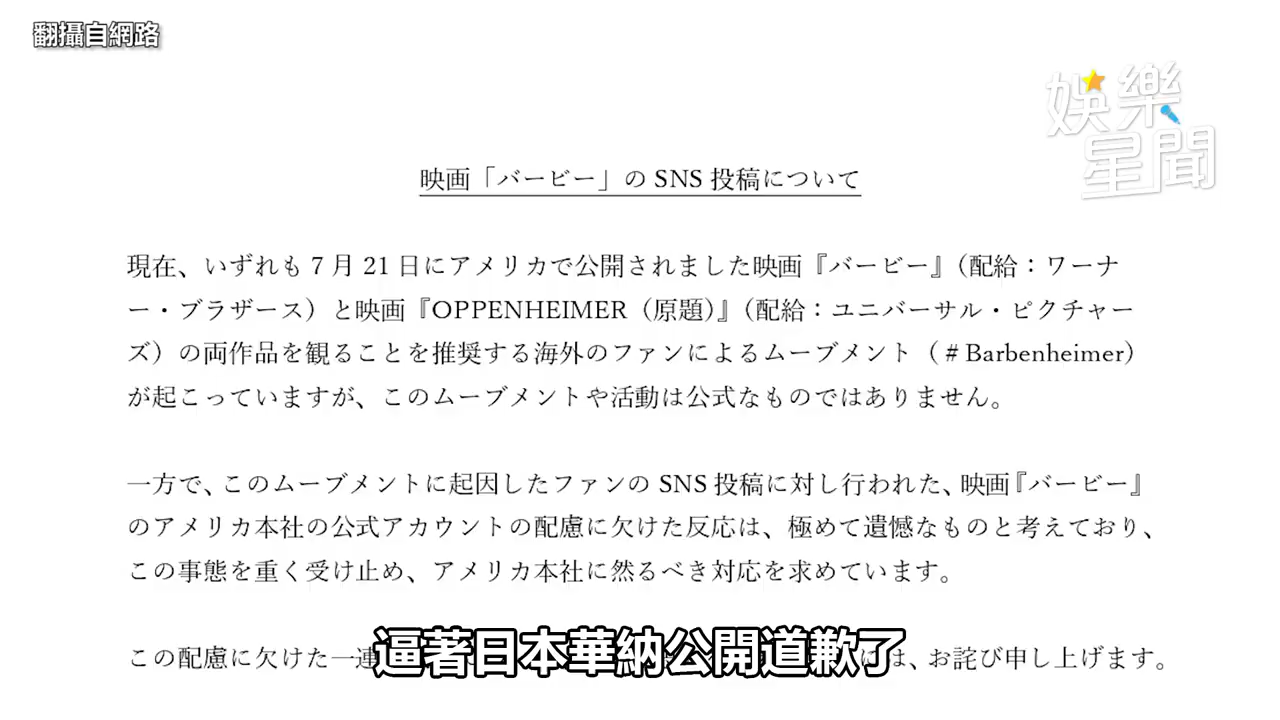 翻攝自網路
娛樂
星聞
映画「バービー」の SNS 投稿について
現在、いずれも 7 月 21 日にアメリカで公開されました映画『バービー』（配給：ワーナ
ー・ブラザース）と映画『OPPENHEIMER（原題）』（配給：ユニバーサル・ピクチャー
ズ）の両作品を観ることを推奨する海外のファンによるムーブメント（＃Barbenheimer）
が起こっていますが、このムーブメントや活動は公式なものではありません。
一方で、このムーブメントに起因したファンの SNS 投稿に対し行われた、映画『バービー』
のアメリカ本社の公式アカウントの配慮に欠けた反応は、極めて遺憾なものと考えており、
この事態を重く受け止め、アメリカ本社に然るべき対応を求めています。
この配慮に欠けた一連 は、お詫び申し上げます。
逼著日本華納公開道歉了